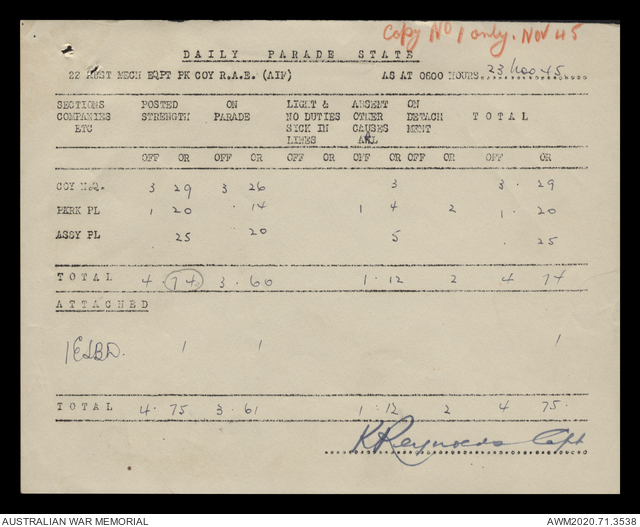 Copy No 1 only. Nov 45
DAILY PARADE STATE
22 MECH EQPT PK COY R.A.E. (AIF) AS AT 0600 HOURS 23 Nov 45
SECTIONS POSTED ON LIGHT & ABSENT ON
COMPANIES STRENGTH PARADE NO DUTIES OTHER DETACH TOTAL
ETC SICK IN CAUSES MENT
LINES AWL
OFF OR OFF OR OFF OR OFF OR OFF OR
COY H.Q. 3 29 3 26 3 3 29
PARK PL 1 20 14 1 4 2 1 20
ASSY PL 25 20 5 25
TOTAL 4 74 3 60 1 12 2 4 74
ATTACHED
1 1 1
TOTAL 4 75 3 61 1 12 2 4 75
K Reynolds Capt
AUSTRALIAN WAR MEMORIAL AWM2020.71.3538